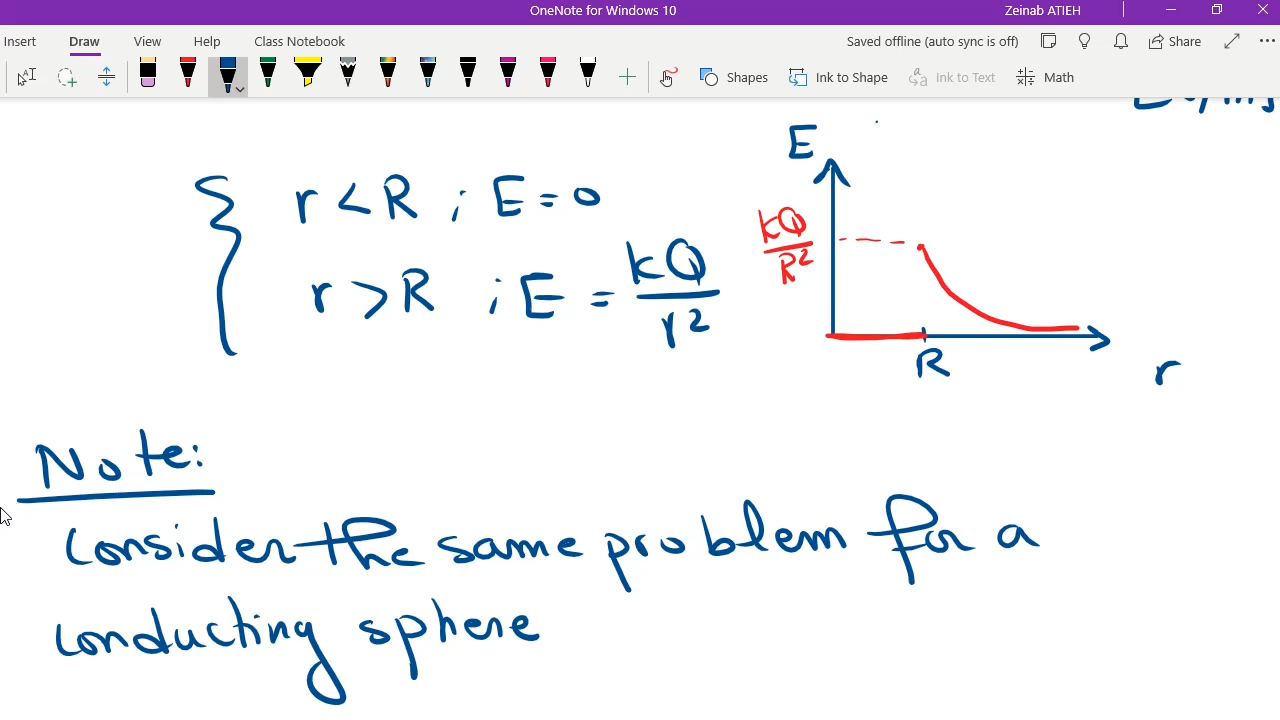 OneNote for Windows 10
Zeinab ATIEH
Insert Draw View Help Class Notebook
Saved offline (auto sync is off)
Share
Shapes
Ink to Shape
Ink to Text
Math
E
r < R ; E = 0
r > R ; E = kQ/r²
kQ/R²
R
r
Note:
Consider the same problem for a
conducting sphere